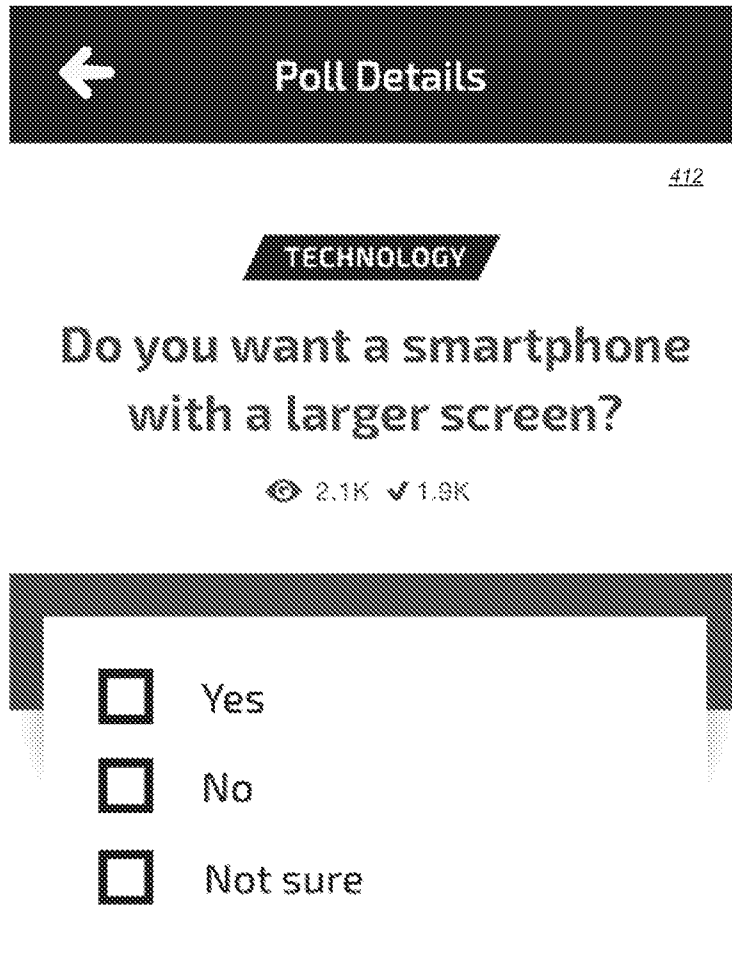 Poll Details
412
TECHNOLOGY
Do you want a smartphone
with a larger screen?
2.1K 1.9K
Yes
No
Not sure